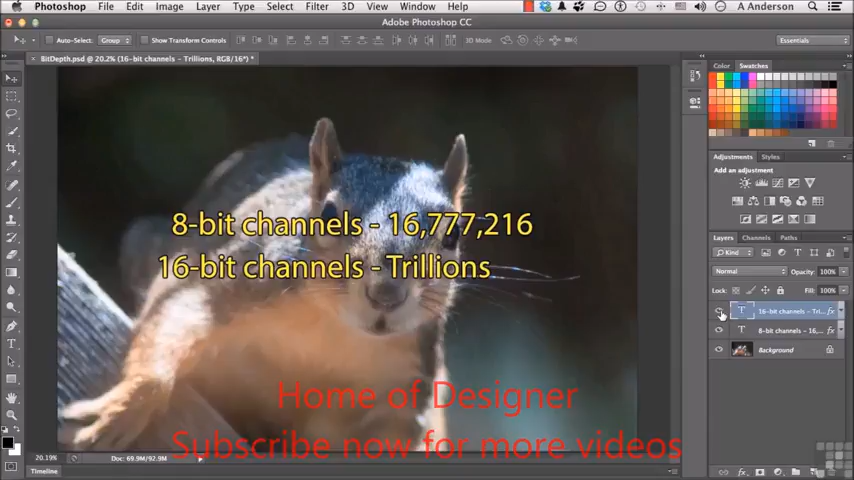 Photoshop File Edit Image Layer Type Select Filter 3D View Window Help A Anderson
Adobe Photoshop CC
Auto-Select: Group Show Transform Controls 3D Mode Essentials
BitDepth.psd @ 20.2% (16-bit channels - Trillions, RGB/16*) *
Color Swatches
Adjustments Styles
Add an adjustment
Layers Channels Paths
Kind
Normal Opacity: 100%
Lock: Fill: 100%
16-bit channels - Tri... fx
8-bit channels - 16,... fx
Background
8-bit channels - 16,777,216
16-bit channels - Trillions
Home of Designer
Subscribe now for more videos
20.19% Doc: 69.9M/92.9M
Timeline